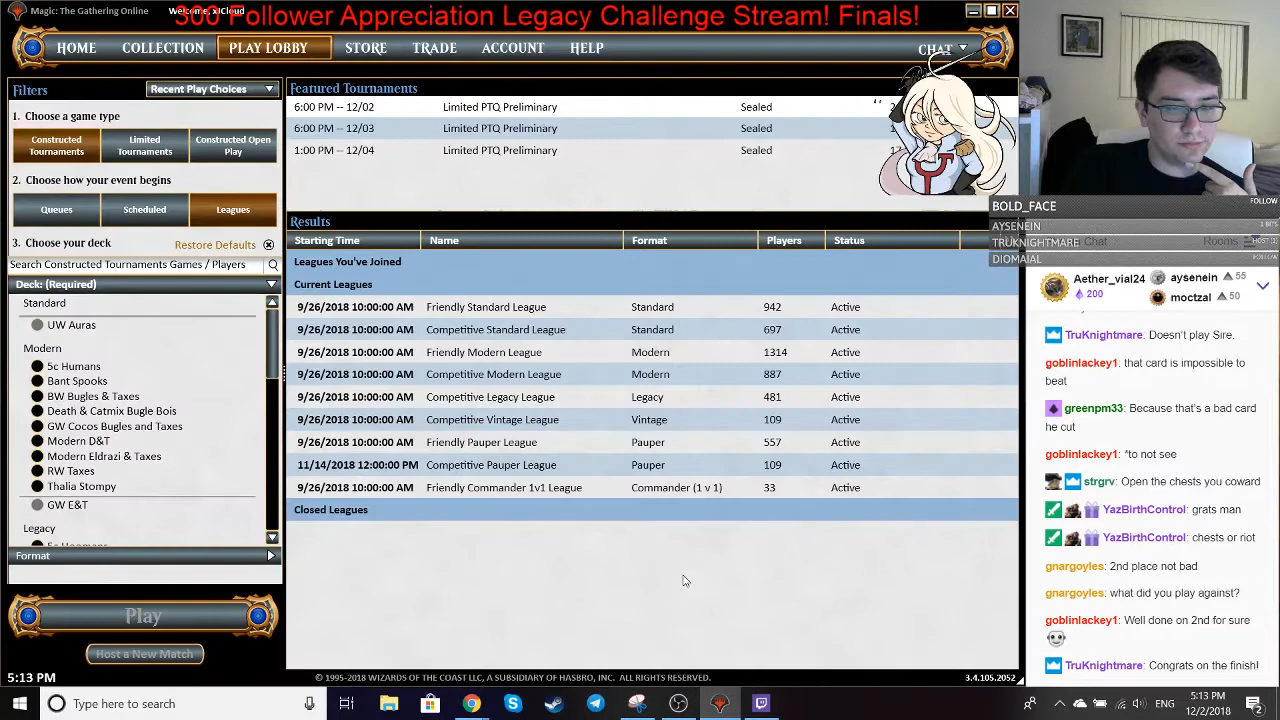 Magic: The Gathering Online
500 Follower Appreciation Legacy Challenge Stream! Finals!
HOME COLLECTION PLAY LOBBY STORE TRADE ACCOUNT HELP CHAT
Filters
Recent Play Choices
1. Choose a game type
Constructed Tournaments
Limited Tournaments
Constructed Open Play
2. Choose how your event begins
Queues Scheduled Leagues
3. Choose your deck
Restore Defaults
Search Constructed Tournaments Games / Players
Deck: (Required)
Standard
UW Auras
Modern
5c Humans
Bant Spooks
BW Bugles & Taxes
Death & Catmix Bugle Bois
GW Cocos Bugles and Taxes
Modern D&T
Modern Eldrazi & Taxes
RW Taxes
Thalia Stompy
GW E&T
Legacy
Format
Play
Host a New Match
5:13 PM
Featured Tournaments
6:00 PM -- 12/02 Limited PTQ Preliminary Sealed
6:00 PM -- 12/03 Limited PTQ Preliminary Sealed
1:00 PM -- 12/04 Limited PTQ Preliminary Sealed
Results
Starting Time Name Format Players Status
Leagues You've Joined
Current Leagues
9/26/2018 10:00:00 AM Friendly Standard League Standard 942 Active
9/26/2018 10:00:00 AM Competitive Standard League Standard 697 Active
9/26/2018 10:00:00 AM Friendly Modern League Modern 1314 Active
9/26/2018 10:00:00 AM Competitive Modern League Modern 887 Active
9/26/2018 10:00:00 AM Competitive Legacy League Legacy 481 Active
9/26/2018 10:00:00 AM Competitive Vintage League Vintage 109 Active
9/26/2018 10:00:00 AM Friendly Pauper League Pauper 557 Active
11/14/2018 12:00:00 PM Competitive Pauper League Pauper 109 Active
9/26/2018 10:00:00 AM Friendly Commander 1v1 League Commander (1 v 1) 33 Active
Closed Leagues
© 1995-2018 WIZARDS OF THE COAST LLC, A SUBSIDIARY OF HASBRO, INC. ALL RIGHTS RESERVED.
3.4.105.2052
BOLD_FACE FOLLOW
AYSENEIN 1 BITS
TRUKNIGHTMARE Chat Rooms HOST (1)
DIOMAIAL FOLLOW
Aether_vial24 200
aysenein 55
moctzal 50
TruKnightmare: Doesn't play Sire.
goblinlackey1: that card is impossible to
beat
greenpm33: Because that's a bad card
he cut
goblinlackey1: *to not see
strgrv: Open the chests you coward
YazBirthControl: grats man
YazBirthControl: chests or riot
gnargoyles: 2nd place not bad
gnargoyles: what did you play against?
goblinlackey1: Well done on 2nd for sure
TruKnightmare: Congrats on the finish!
Type here to search
5:13 PM
12/2/2018
2